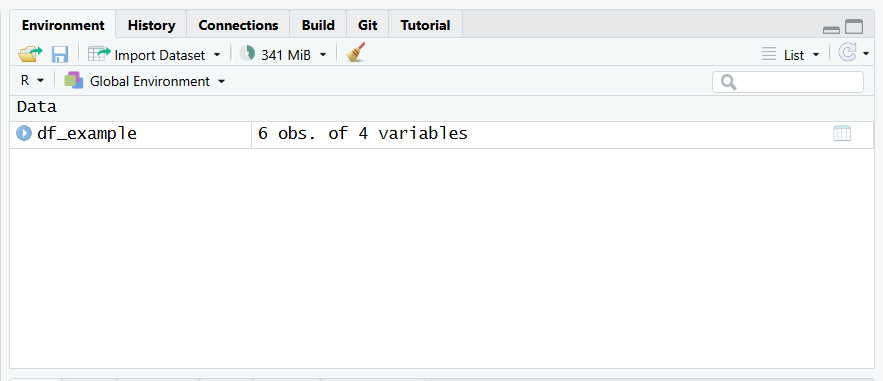 Environment History Connections Build Git Tutorial
Import Dataset 341 MiB List
R Global Environment
Data
df_example 6 obs. of 4 variables